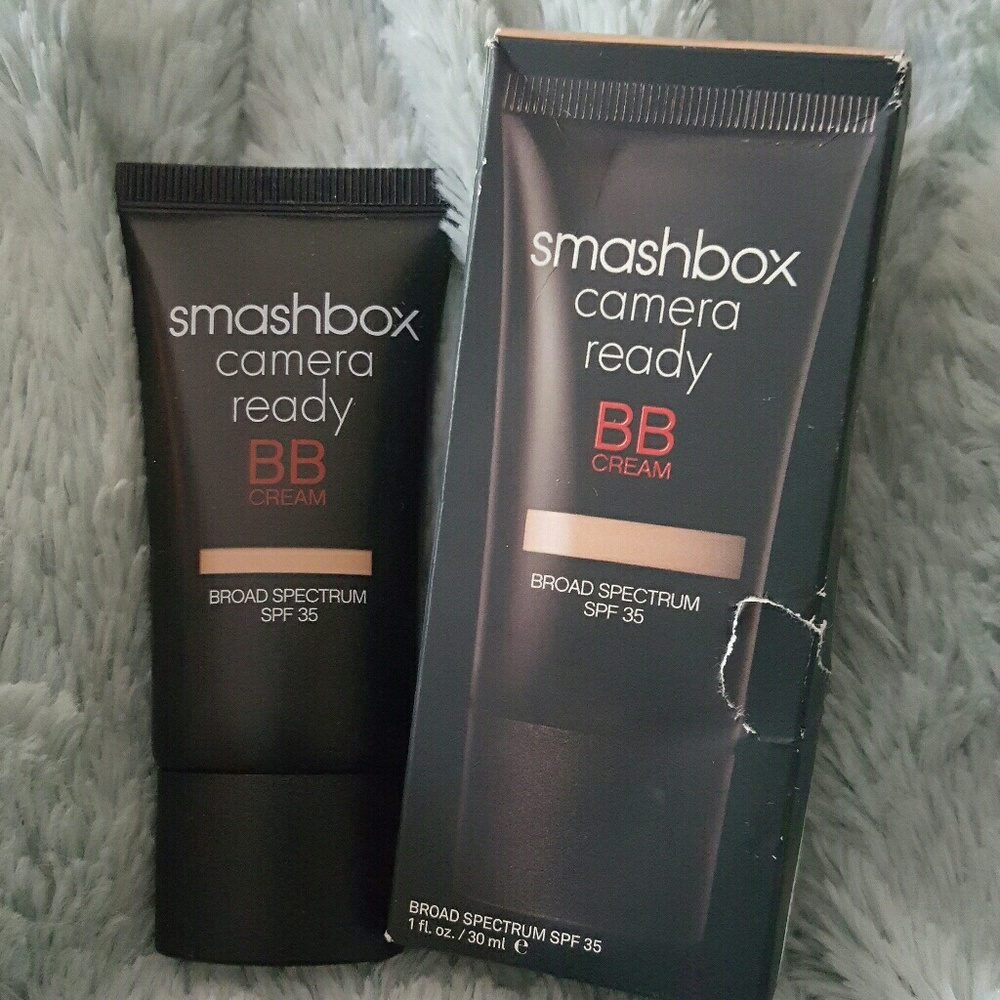 smashbox
camera
ready
BB
CREAM
BROAD SPECTRUM
SPF 35
smashbox
camera
ready
BB
CREAM
BROAD SPECTRUM
SPF 35
BROAD SPECTRUM SPF 35
1 fl. oz. / 30 ml ℮